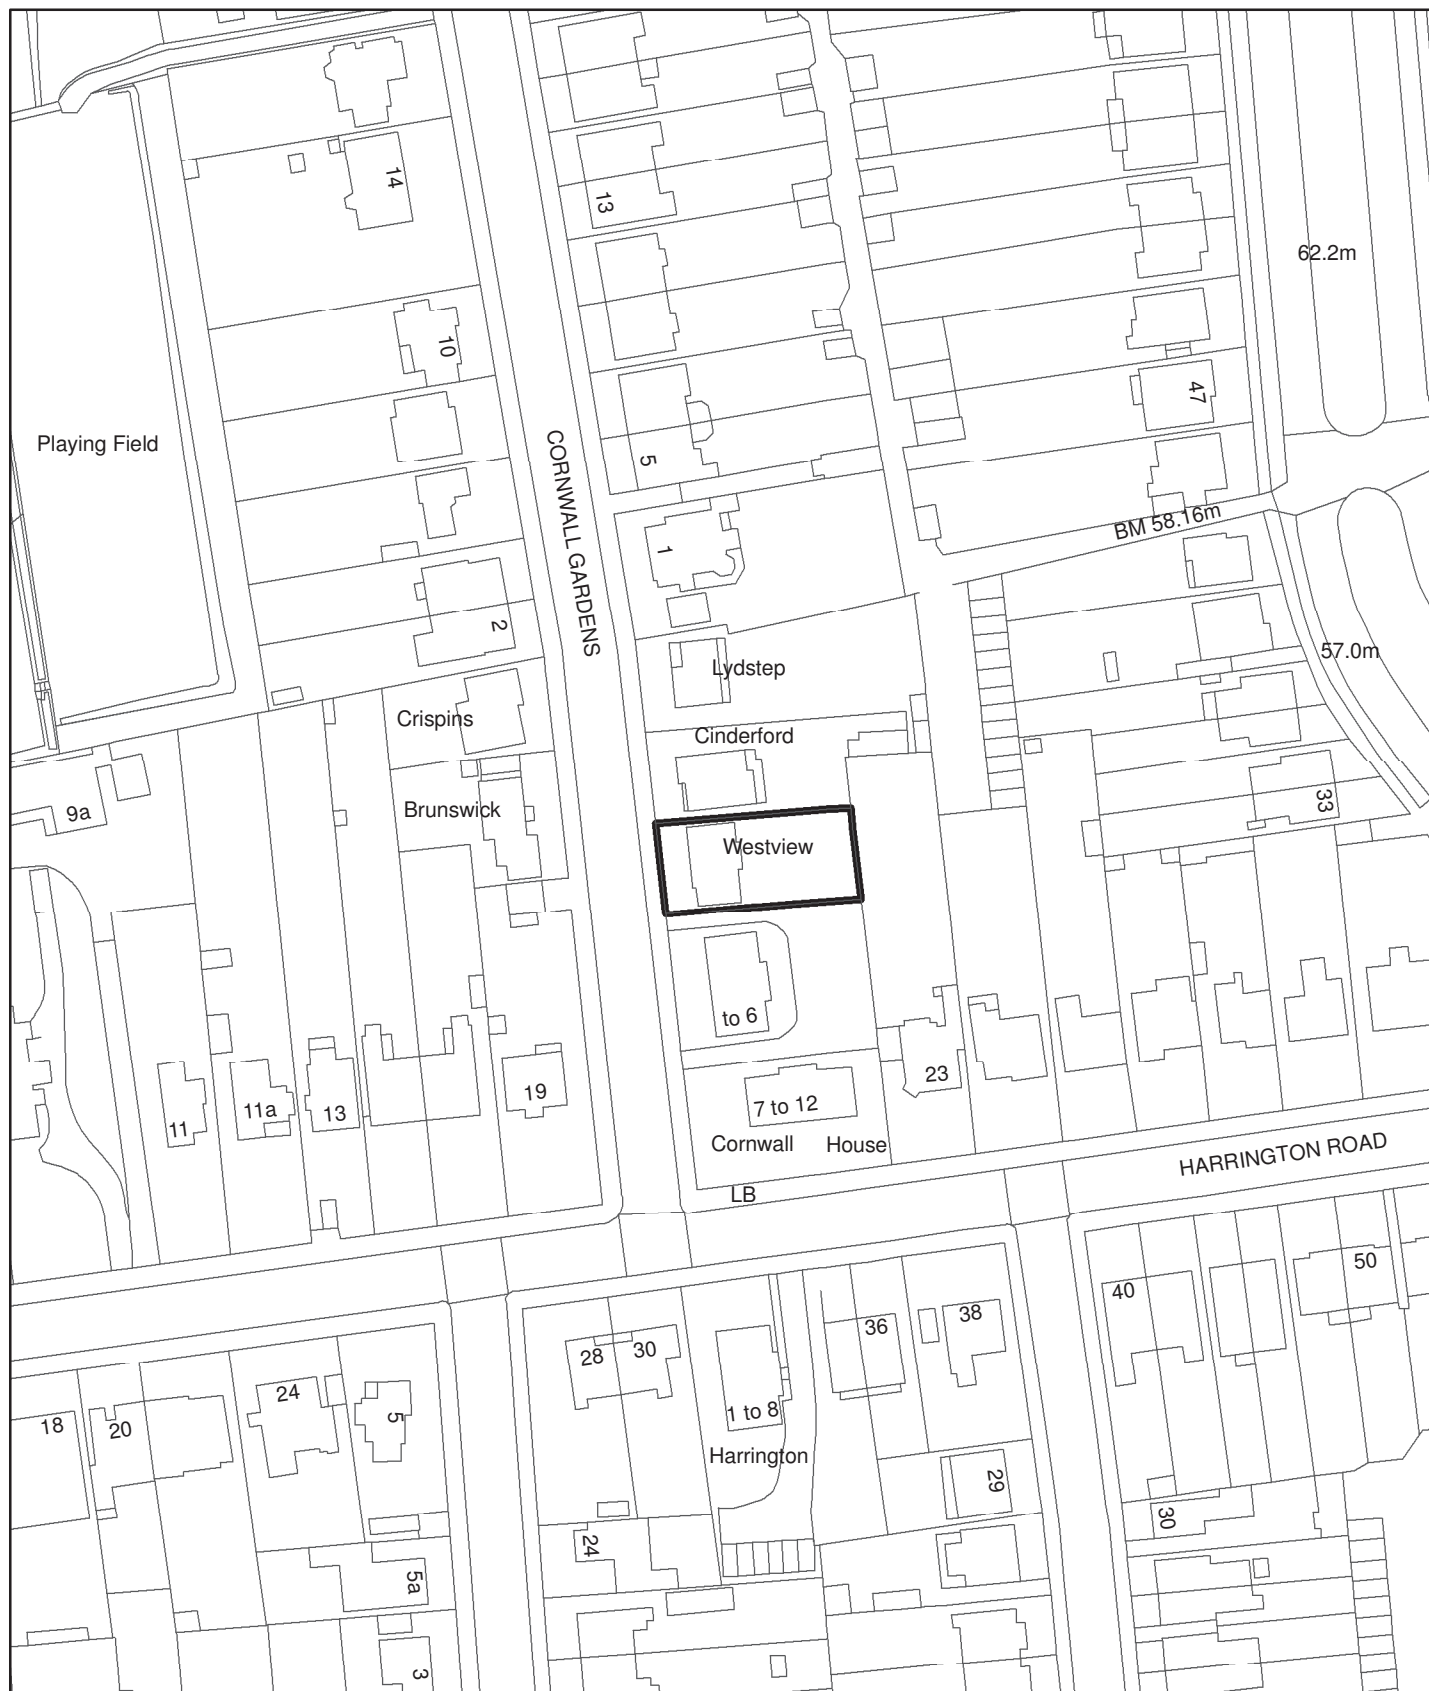 14
13
62.2m
10
47
Playing Field
5
CORNWALL GARDENS
BM 58.16m
1
2
57.0m
Lydstep
Crispins
Cinderford
Brunswick
33
9a
Westview
to 6
23
19
11a
7 to 12
13
11
Cornwall House
HARRINGTON ROAD
LB
50
40
38
36
28
30
24
5
1 to 8
18
20
Harrington
29
30
24
5a
3